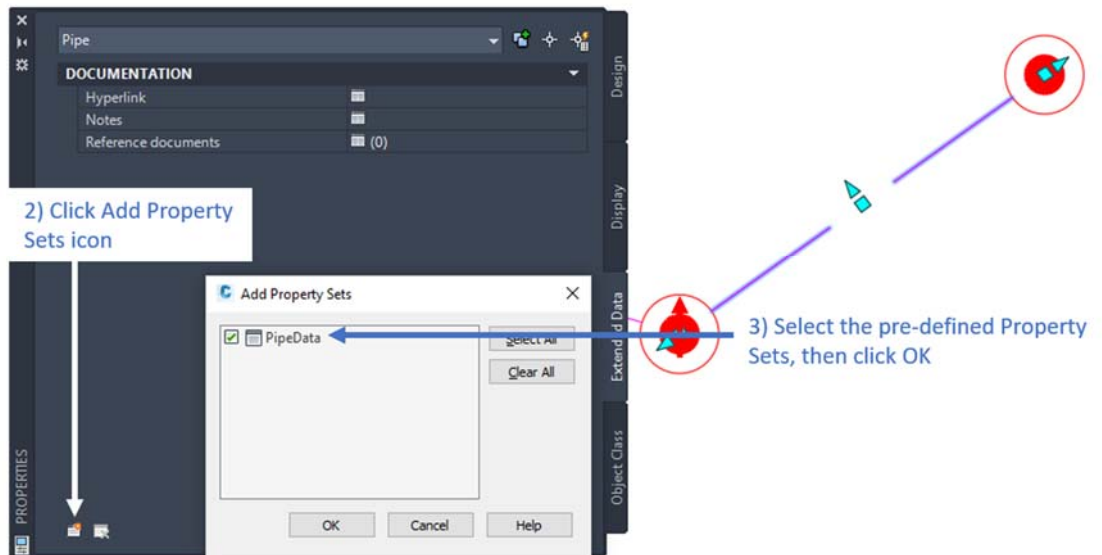 Pipe
DOCUMENTATION
Hyperlink
Notes
Reference documents (0)
2) Click Add Property
Sets icon
Add Property Sets
PipeData
Select All
Clear All
OK Cancel Help
3) Select the pre-defined Property
Sets, then click OK
Design
Display
Extended Data
Object Class
PROPERTIES